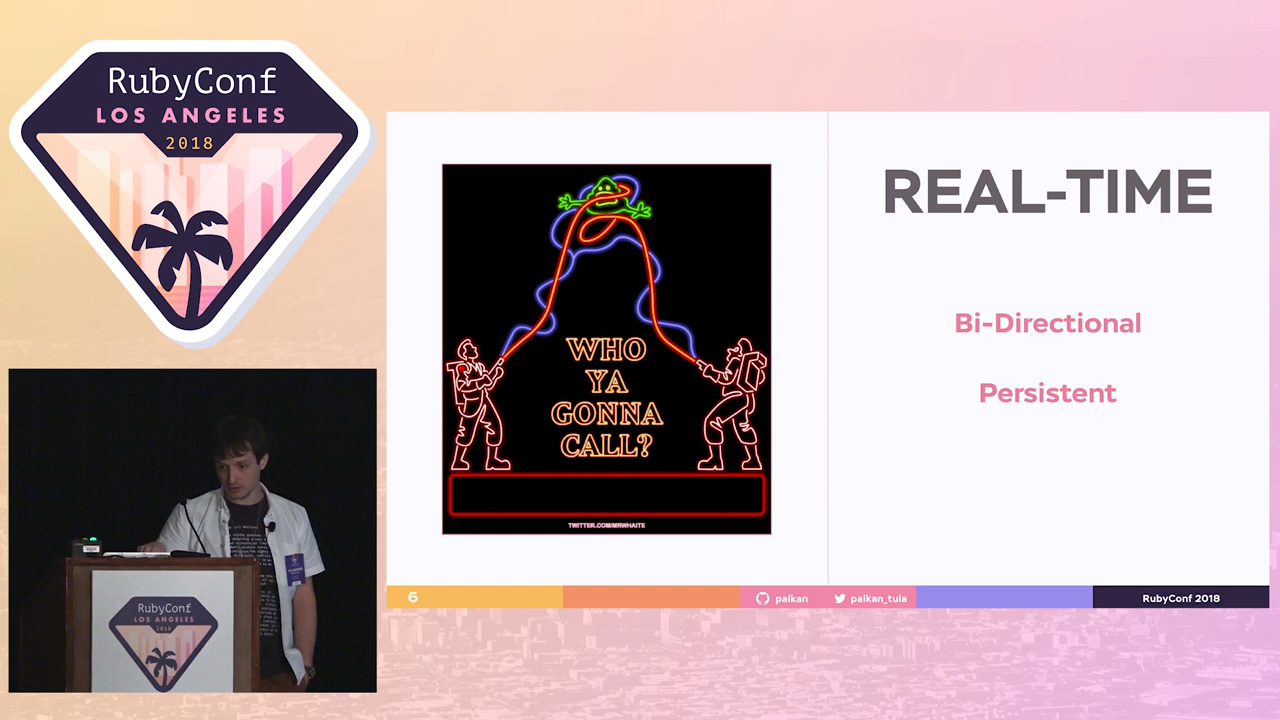 RubyConf
LOS ANGELES
2018
WHO
YA
GONNA
CALL?
TWITTER.COM/MRWHAITE
REAL-TIME
Bi-Directional
Persistent
6
palkan
palkan_tula
RubyConf 2018
RubyConf
LOS ANGELES
2018